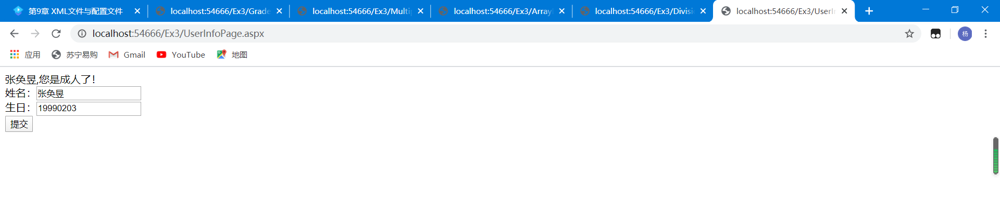 第9章 XML文件与配置文件
localhost:54666/Ex3/Grade
localhost:54666/Ex3/Multip
localhost:54666/Ex3/Array
localhost:54666/Ex3/Divisi
localhost:54666/Ex3/UserI
localhost:54666/Ex3/UserInfoPage.aspx
杨
应用 苏宁易购 Gmail YouTube 地图
张奂昱,您是成人了!
姓名：张奂昱
生日：19990203
提交